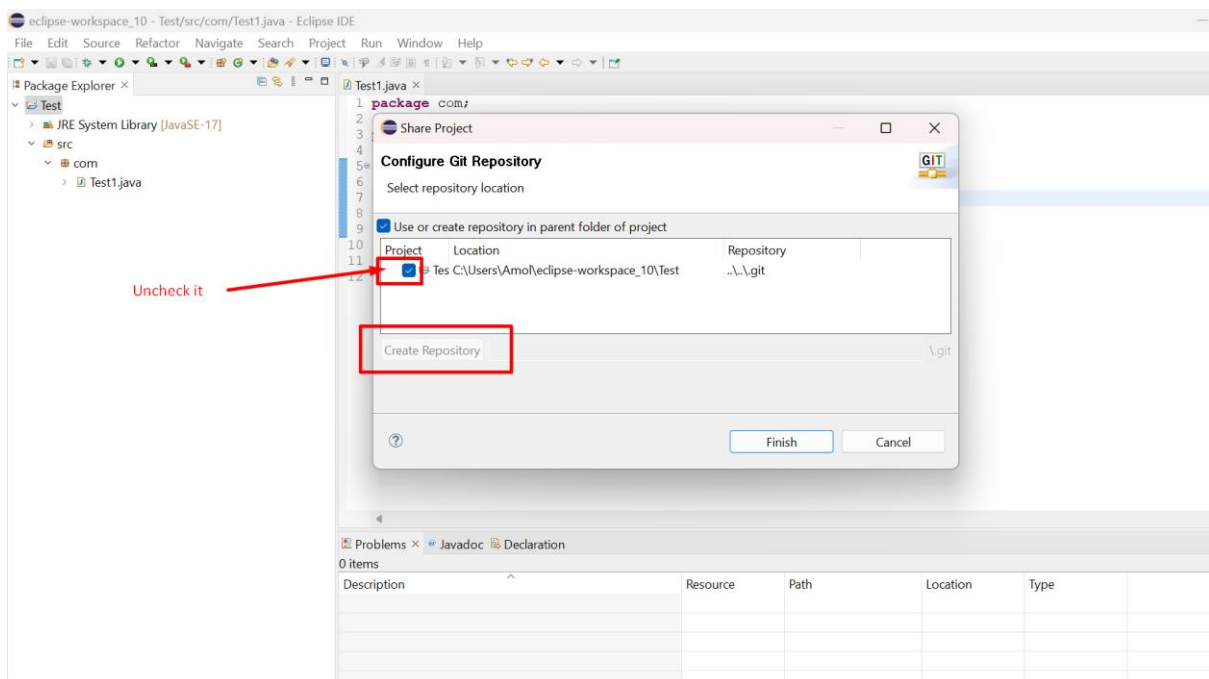 eclipse-workspace_10 - Test/src/com/Test1.java - Eclipse IDE
File Edit Source Refactor Navigate Search Project Run Window Help
Package Explorer ×
Test1.java ×
Test
JRE System Library [JavaSE-17]
src
com
Test1.java
1 package com;
2
3
4
5
6
7
8
9
10
11
12
Share Project
Configure Git Repository
GIT
Select repository location
Use or create repository in parent folder of project
Project Location Repository
Tes C:\Users\Amol\eclipse-workspace_10\Test ..\..\.git
Uncheck it
Create Repository \.git
? Finish Cancel
Problems × Javadoc Declaration
0 items
Description Resource Path Location Type